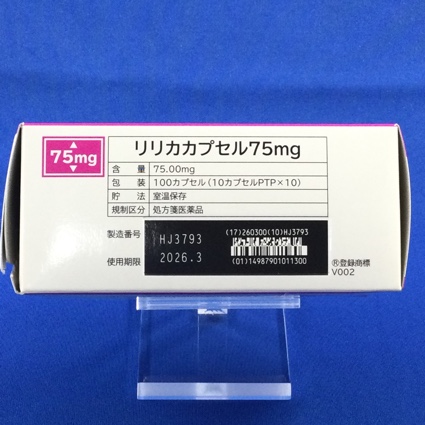 75mg
リリカカプセル75mg
含 量 75.00mg
包 装 100カプセル(10カプセルPTP×10)
貯 法 室温保存
規制区分 処方箋医薬品
製造番号 HJ3793
使用期限 2026.3
(17)260300(10)HJ3793
(01)14987901011300
®登録商標
V002